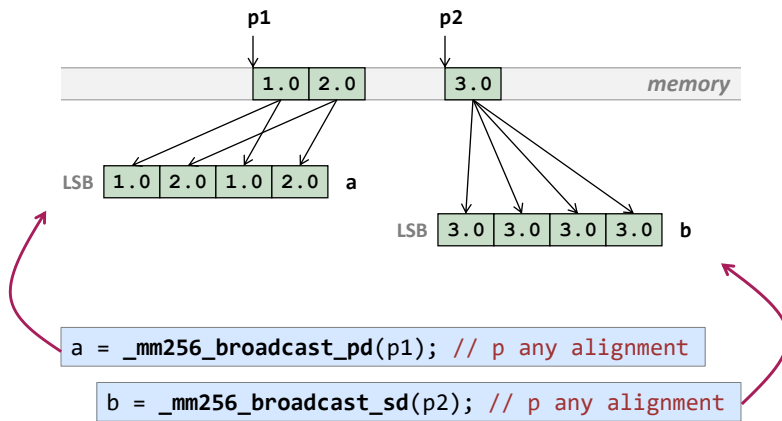 p1 p2
1.0 2.0 3.0 memory
LSB 1.0 2.0 1.0 2.0 a
LSB 3.0 3.0 3.0 3.0 b
a = _mm256_broadcast_pd(p1); // p any alignment
b = _mm256_broadcast_sd(p2); // p any alignment